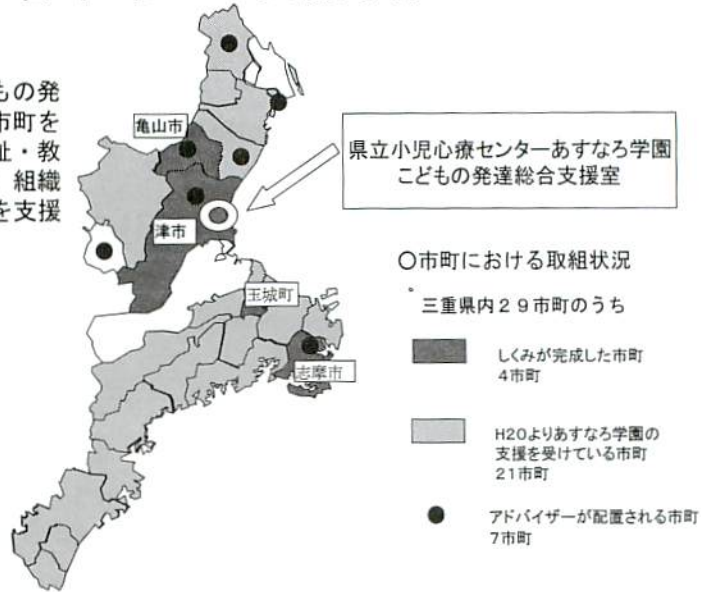 もの発
市町を
祉・教
組織
を支援
亀山市
県立小児心療センターあすなろ学園
こどもの発達総合支援室
津市
○市町における取組状況
玉城町
三重県内29市町のうち
しくみが完成した市町
4市町
志摩市
H20よりあすなろ学園の
支援を受けている市町
21市町
アドバイザーが配置される市町
7市町